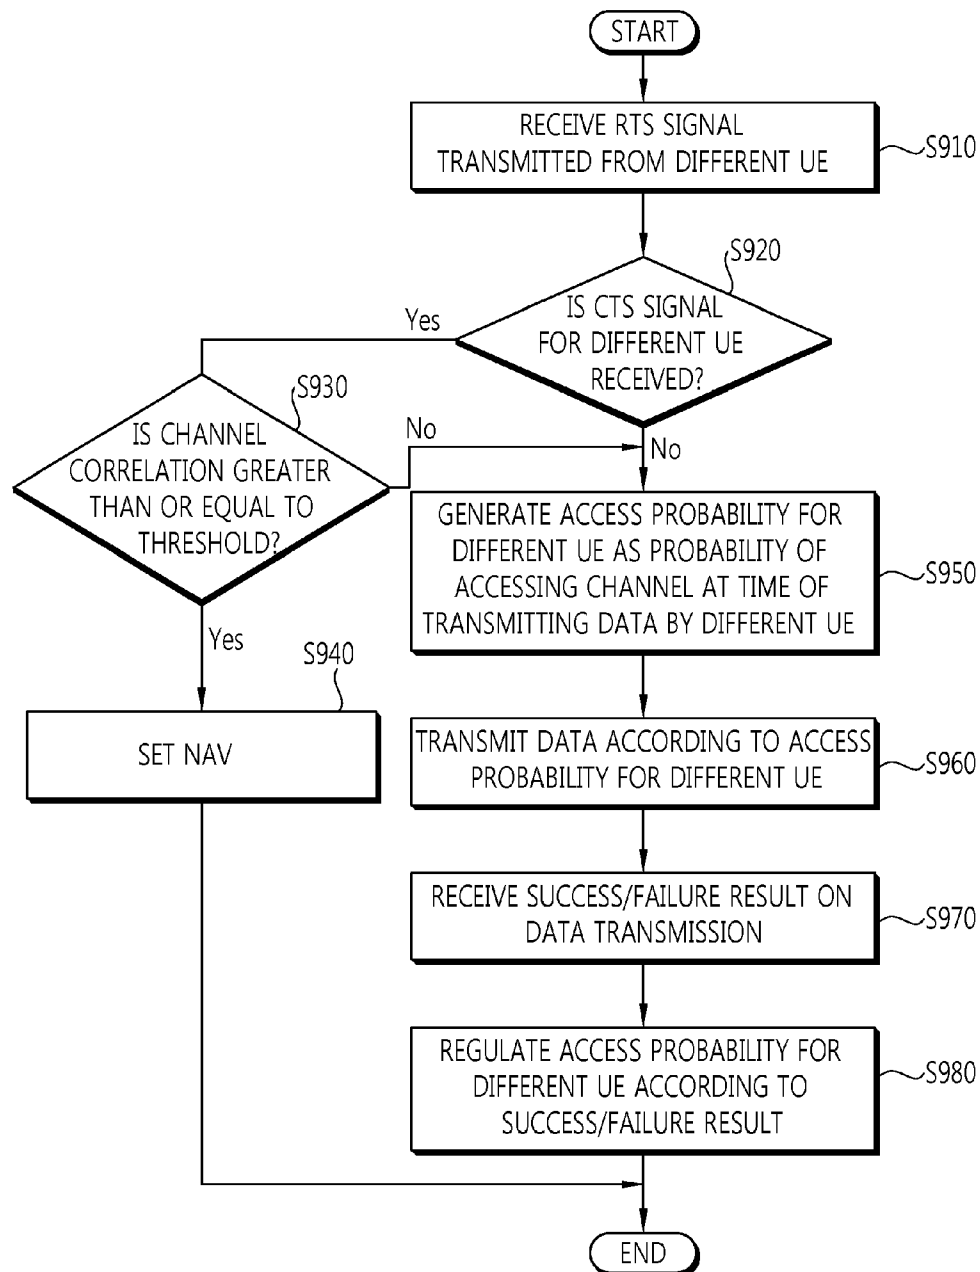 START
RECEIVE RTS SIGNAL
TRANSMITTED FROM DIFFERENT UE
S910
S920
IS CTS SIGNAL
FOR DIFFERENT UE
RECEIVED?
Yes
No
S930
IS CHANNEL
CORRELATION GREATER
THAN OR EQUAL TO
THRESHOLD?
No
Yes
S940
SET NAV
GENERATE ACCESS PROBABILITY FOR
DIFFERENT UE AS PROBABILITY OF
ACCESSING CHANNEL AT TIME OF
TRANSMITTING DATA BY DIFFERENT UE
S950
TRANSMIT DATA ACCORDING TO ACCESS
PROBABILITY FOR DIFFERENT UE
S960
RECEIVE SUCCESS/FAILURE RESULT ON
DATA TRANSMISSION
S970
REGULATE ACCESS PROBABILITY FOR
DIFFERENT UE ACCORDING TO
SUCCESS/FAILURE RESULT
S980
END